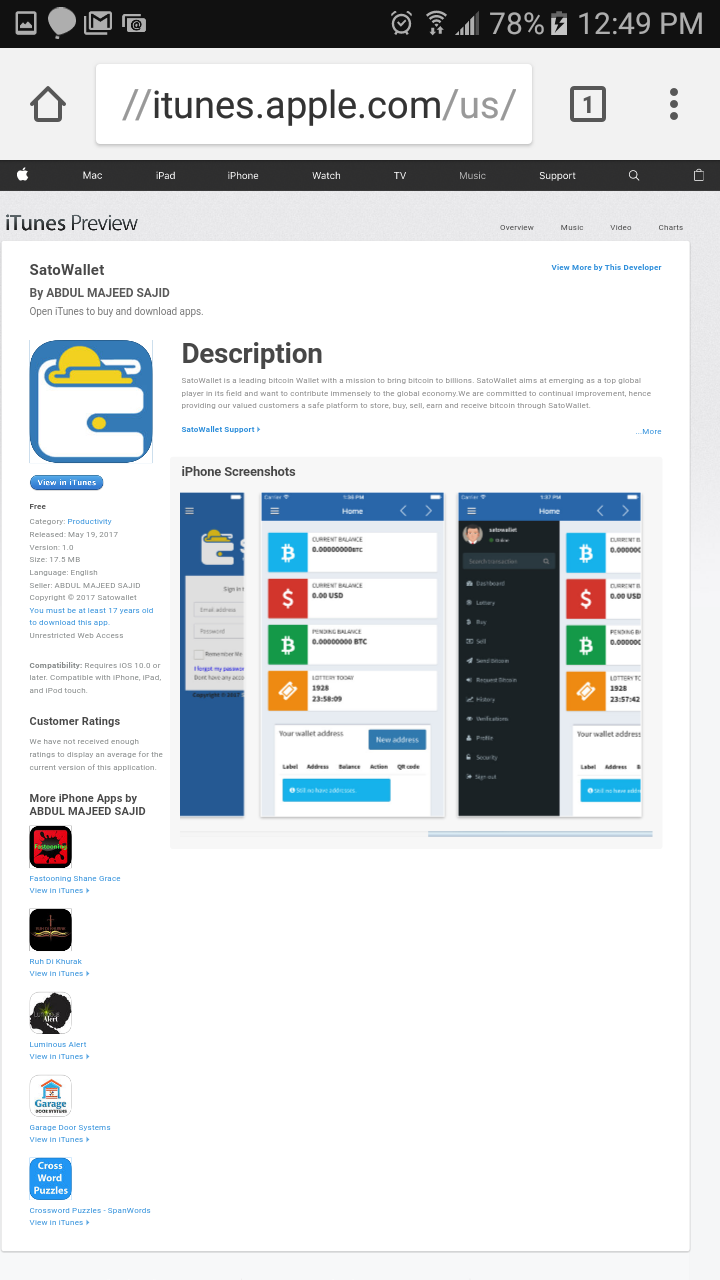 78% 12:49 PM
//itunes.apple.com/us/
1
Mac iPad iPhone Watch TV Music Support
iTunes Preview
Overview Music Video Charts
SatoWallet
View More by This Developer
By ABDUL MAJEED SAJID
Open iTunes to buy and download apps.
Description
SatoWallet is a leading bitcoin Wallet with a mission to bring bitcoin to billions. SatoWallet aims at emerging as a top global
player in its field and want to contribute immensely to the global economy.We are committed to continual improvement, hence
providing our valued customers a safe platform to store, buy, sell, earn and receive bitcoin through SatoWallet.
SatoWallet Support
...More
View in iTunes
Free
Category: Productivity
Released: May 19, 2017
Version: 1.0
Size: 17.5 MB
Language: English
Seller: ABDUL MAJEED SAJID
Copyright © 2017 Satowallet
You must be at least 17 years old
to download this app.
Unrestricted Web Access
Compatibility: Requires iOS 10.0 or
later. Compatible with iPhone, iPad,
and iPod touch.
Customer Ratings
We have not received enough
ratings to display an average for the
current version of this application.
More iPhone Apps by
ABDUL MAJEED SAJID
Fastooning
Fastooning Shane Grace
View in iTunes
Ruh Di Khurak
View in iTunes
Alert
Luminous Alert
View in iTunes
Garage
DOOR SYSTEMS
Garage Door Systems
View in iTunes
Cross
Word
Puzzles
Crossword Puzzles - SpanWords
View in iTunes
iPhone Screenshots
Sign in
Email address
Password
Remember Me
I forgot my passwor
Dont have any acco
Copyright © 2017
Carrier 1:36 PM
Home
CURRENT BALANCE
0.00000000BTC
CURRENT BALANCE
0.00 USD
PENDING BALANCE
0.00000000 BTC
LOTTERY TODAY
1928
23:58:09
Your wallet address
New address
Label Address Balance Action QR code
Still no have addresses.
Carrier 1:37 PM
Home
satowallet
Online
Search transaction
Dashboard
Lottery
Buy
Sell
Send Bitcoin
Request Bitcoin
History
Verifications
Profile
Security
Sign out
CURRENT B
0.000000
CURRENT B
0.00 USD
PENDING B
0.000000
LOTTERY TO
1928
23:57:42
Your wallet address
Label Address
Still no have addr